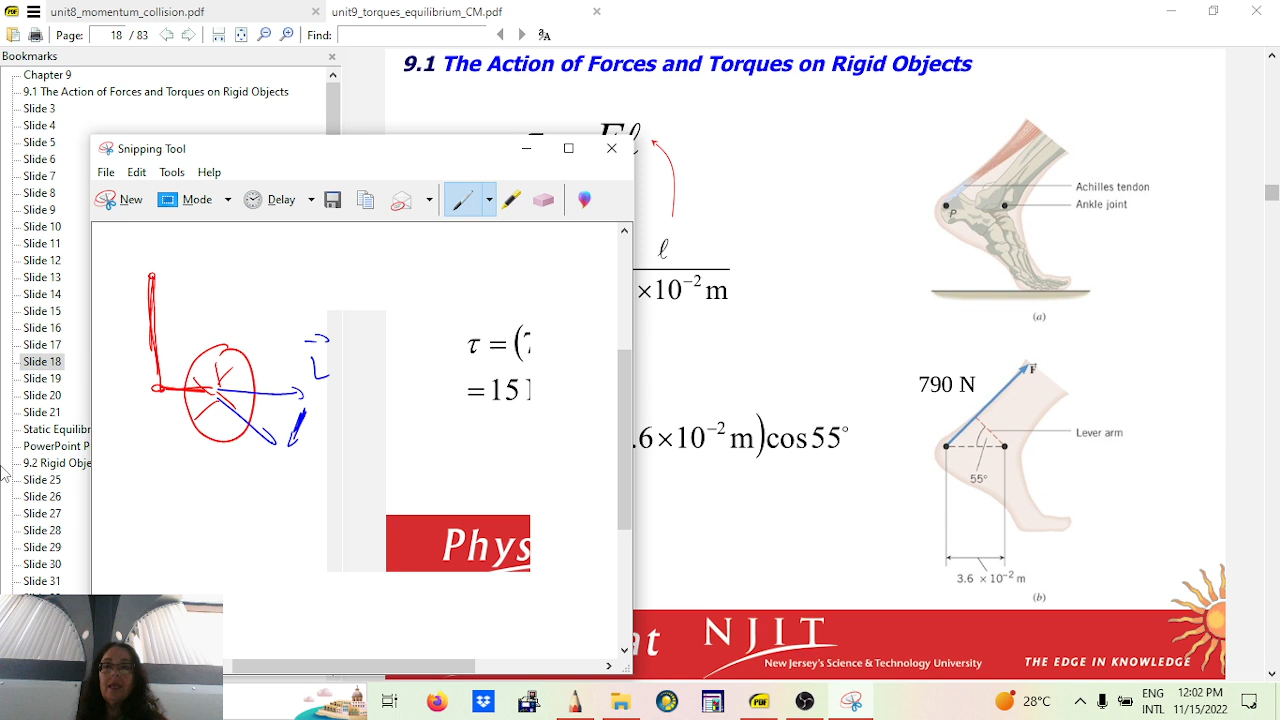 unit8_momentum_collision.pdf
unit9_torques_equilibrium_CM.pdf
Page: 18 / 83
Find:
Bookmarks
Chapter 9
9.1 The Action of Forces and Torques on Rigid Objects
Slide 3
Slide 4
Slide 5
Slide 6
Slide 7
Slide 8
Slide 9
Slide 10
Slide 11
Slide 12
Slide 13
Slide 14
Slide 15
Slide 16
Slide 17
Slide 18
Slide 19
Slide 20
Slide 21
Static Equilibr
PowerPoint P
9.2 Rigid Obje
Slide 25
Slide 26
Slide 27
Slide 28
Slide 29
Slide 30
Slide 31
9.1 The Action of Forces and Torques on Rigid Objects
Fℓ
ℓ
×10⁻² m
.6×10⁻² m)cos 55°
Achilles tendon
Ankle joint
P
(a)
790 N
F
Lever arm
55°
3.6 × 10⁻² m
(b)
at
NJIT
New Jersey's Science & Technology University
THE EDGE IN KNOWLEDGE
Snipping Tool
File Edit Tools Help
New Mode Delay
L
τ = (7
= 15
Phys
28°C
ENG
INTL
12:02 PM
11/15/2022